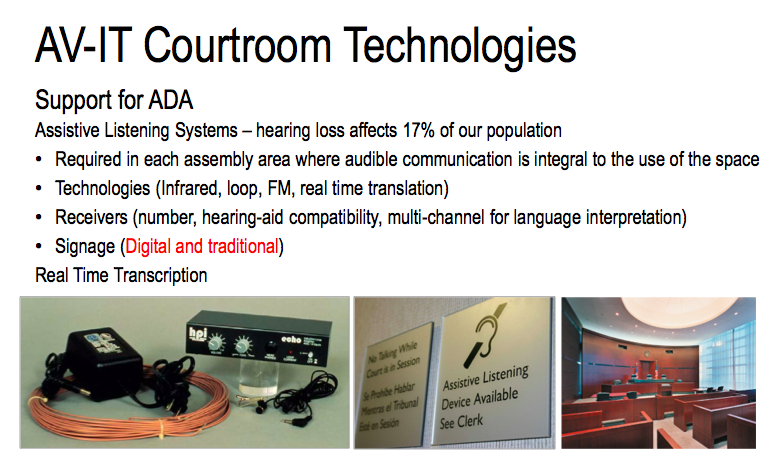 AV-IT Courtroom Technologies
Support for ADA
Assistive Listening Systems – hearing loss affects 17% of our population
• Required in each assembly area where audible communication is integral to the use of the space
• Technologies (Infrared, loop, FM, real time translation)
• Receivers (number, hearing-aid compatibility, multi-channel for language interpretation)
• Signage (Digital and traditional)
Real Time Transcription
hpi
echo
No Talking While
Court is in Session
Se Prohibe Hablar
Mientras el Tribunal
Está en Sesión
Assistive Listening
Device Available
See Clerk